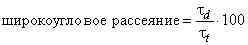 широкоугловое рассеяние = τd/τt · 100